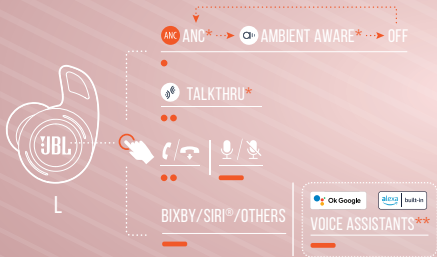 ANC ANC* AMBIENT AWARE* OFF
TALKTHRU*
JBL
L
BIXBY/SIRI®/OTHERS
Ok Google
alexa built-in
VOICE ASSISTANTS**